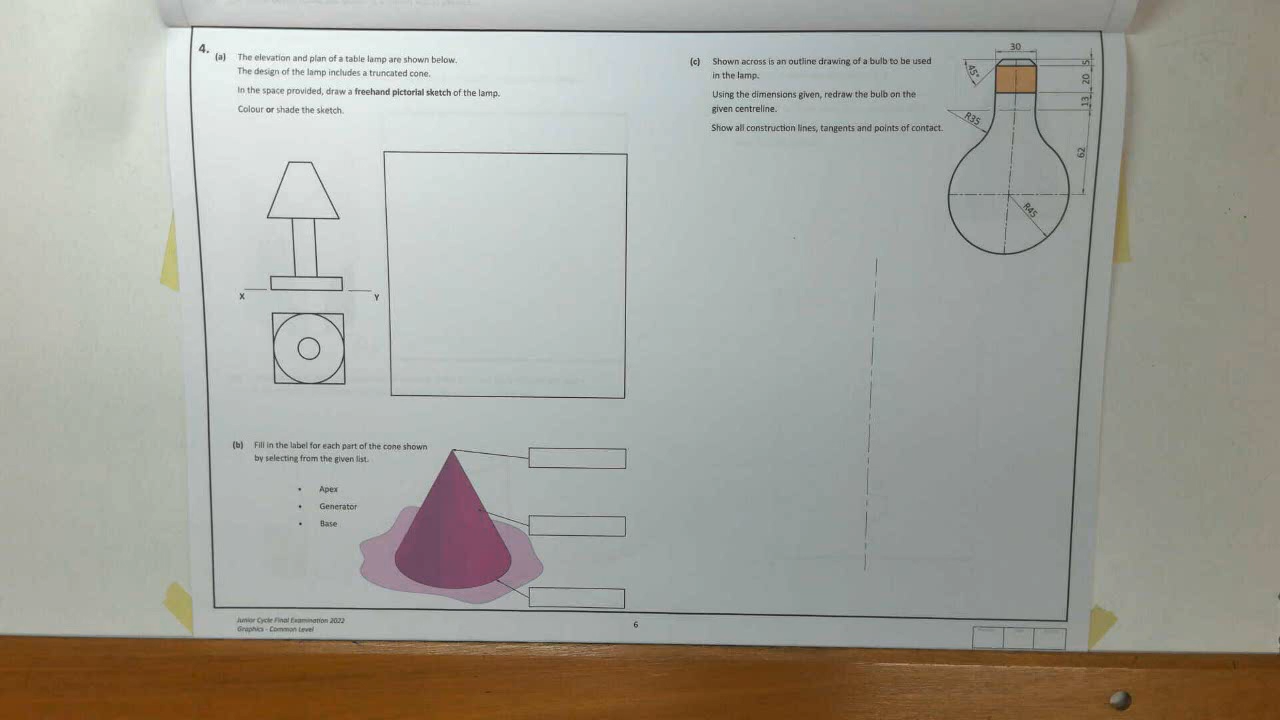 4.
(a) The elevation and plan of a table lamp are shown below.
The design of the lamp includes a truncated cone.
In the space provided, draw a freehand pictorial sketch of the lamp.
Colour or shade the sketch.
X
Y
(b) Fill in the label for each part of the cone shown
by selecting from the given list.
• Apex
• Generator
• Base
(c) Shown across is an outline drawing of a bulb to be used
in the lamp.
Using the dimensions given, redraw the bulb on the
given centreline.
Show all construction lines, tangents and points of contact.
30
45°
5
20
13
R35
62
R45
Junior Cycle Final Examination 2022
Graphics - Common Level
6